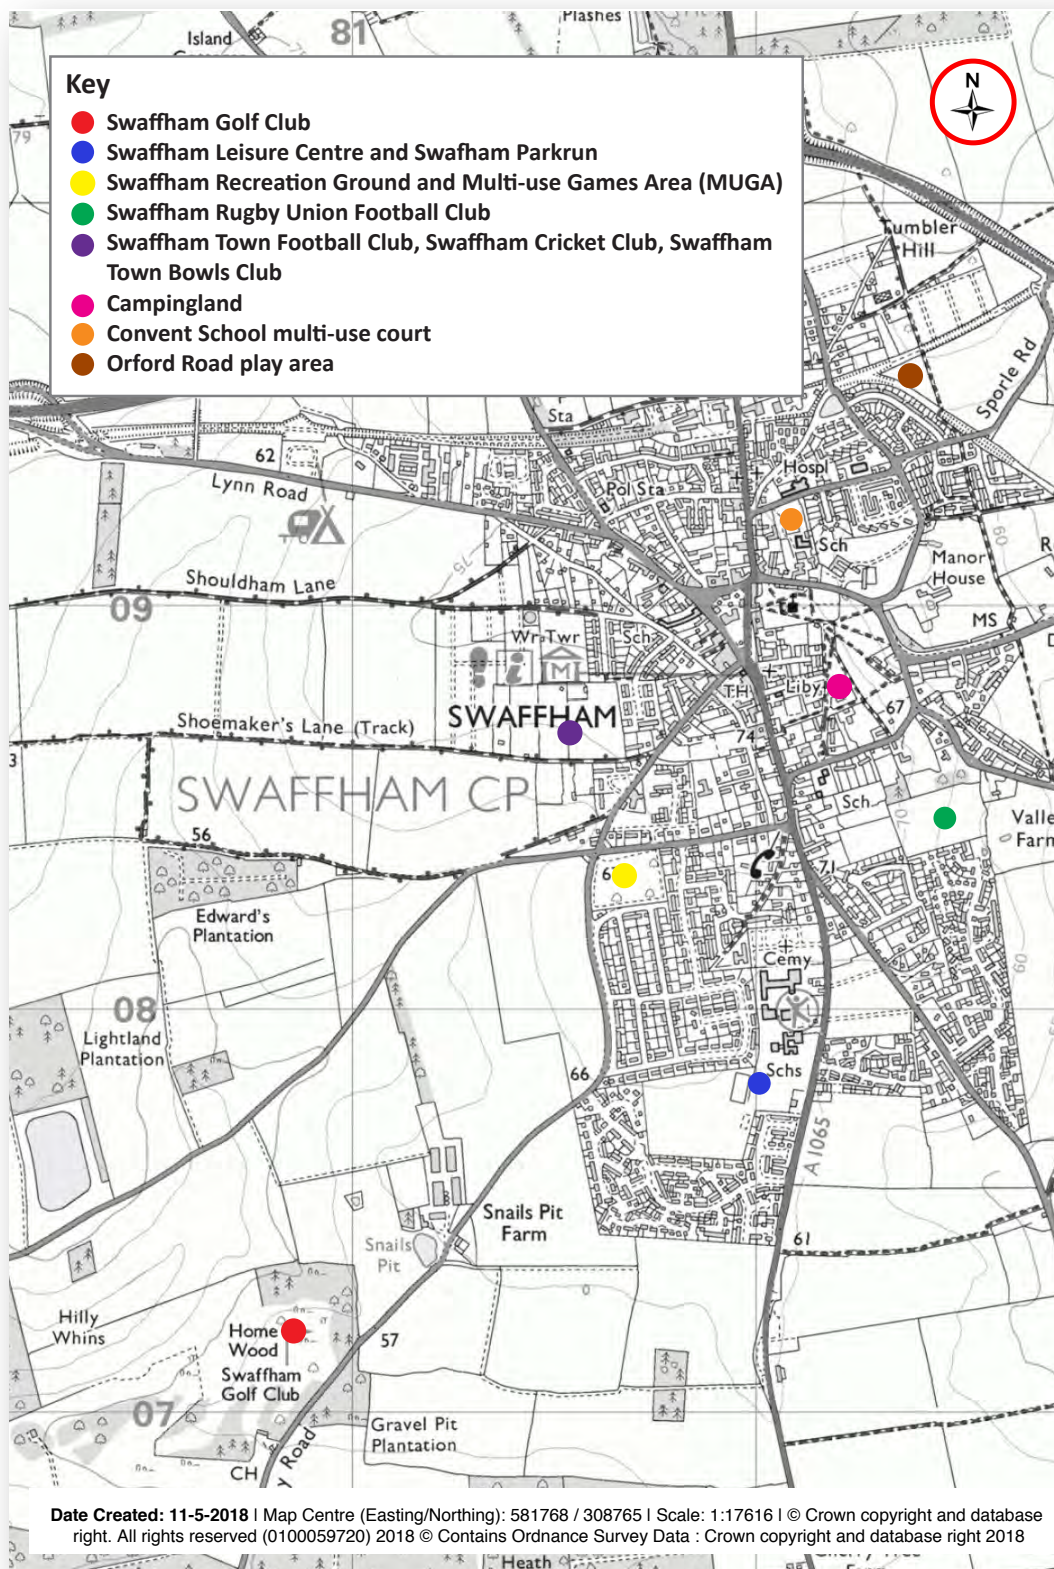 Plashes
Island
81
Key
N
Swaffham Golf Club
Swaffham Leisure Centre and Swafham Parkrun
79
Swaffham Recreation Ground and Multi-use Games Area (MUGA)
Swaffham Rugby Union Football Club
Swaffham Town Football Club, Swaffham Cricket Club, Swaffham
Town Bowls Club
Campingland
Convent School multi-use court
Orford Road play area
Tumbler
Hill
Sporle Rd
Sta
62
Lynn Road
Hospl
Pol Sta
Sch
75
60
Manor
House
Shouldham Lane
09
MS
Wr Twr
Sch
i
M
TH
Liby
67
SWAFFHAM
Shoemaker's Lane (Track)
74
3
SWAFFHAM CP
Sch
70
Valle
Farm
56
71
Edward's
Plantation
Cemy
60
08
Lightland
Plantation
66
Schs
A 1065
Snails Pit
Farm
Snails
Pit
61
Hilly
Whins
Home
Wood
57
Swaffham
Golf Club
07
Gravel Pit
Plantation
CH
y Road
Date Created: 11-5-2018 | Map Centre (Easting/Northing): 581768 / 308765 | Scale: 1:17616 | © Crown copyright and database
right. All rights reserved (0100059720) 2018 © Contains Ordnance Survey Data : Crown copyright and database right 2018
Heath